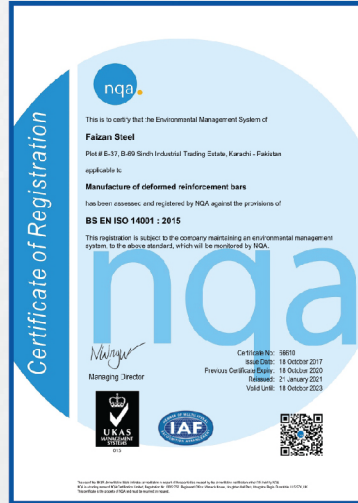 Certificate of Registration
nqa.
This is to certify that the Environmental Management System of
Faizan Steel
Plot # E-37, B-69 Sindh Industrial Trading Estate, Karachi - Pakistan
applicable to
Manufacture of deformed reinforcement bars
has been assessed and registered by NQA against the provisions of
BS EN ISO 14001 : 2015
This registration is subject to the company maintaining an environmental management
system, to the above standard, which will be monitored by NQA.
nqa
Managing Director
Certificate No: 66610
Issue Date: 18 October 2017
Previous Certificate Expiry: 18 October 2020
Reissued: 21 January 2021
Valid Until: 18 October 2023
UKAS
MANAGEMENT
SYSTEMS
015
IAF